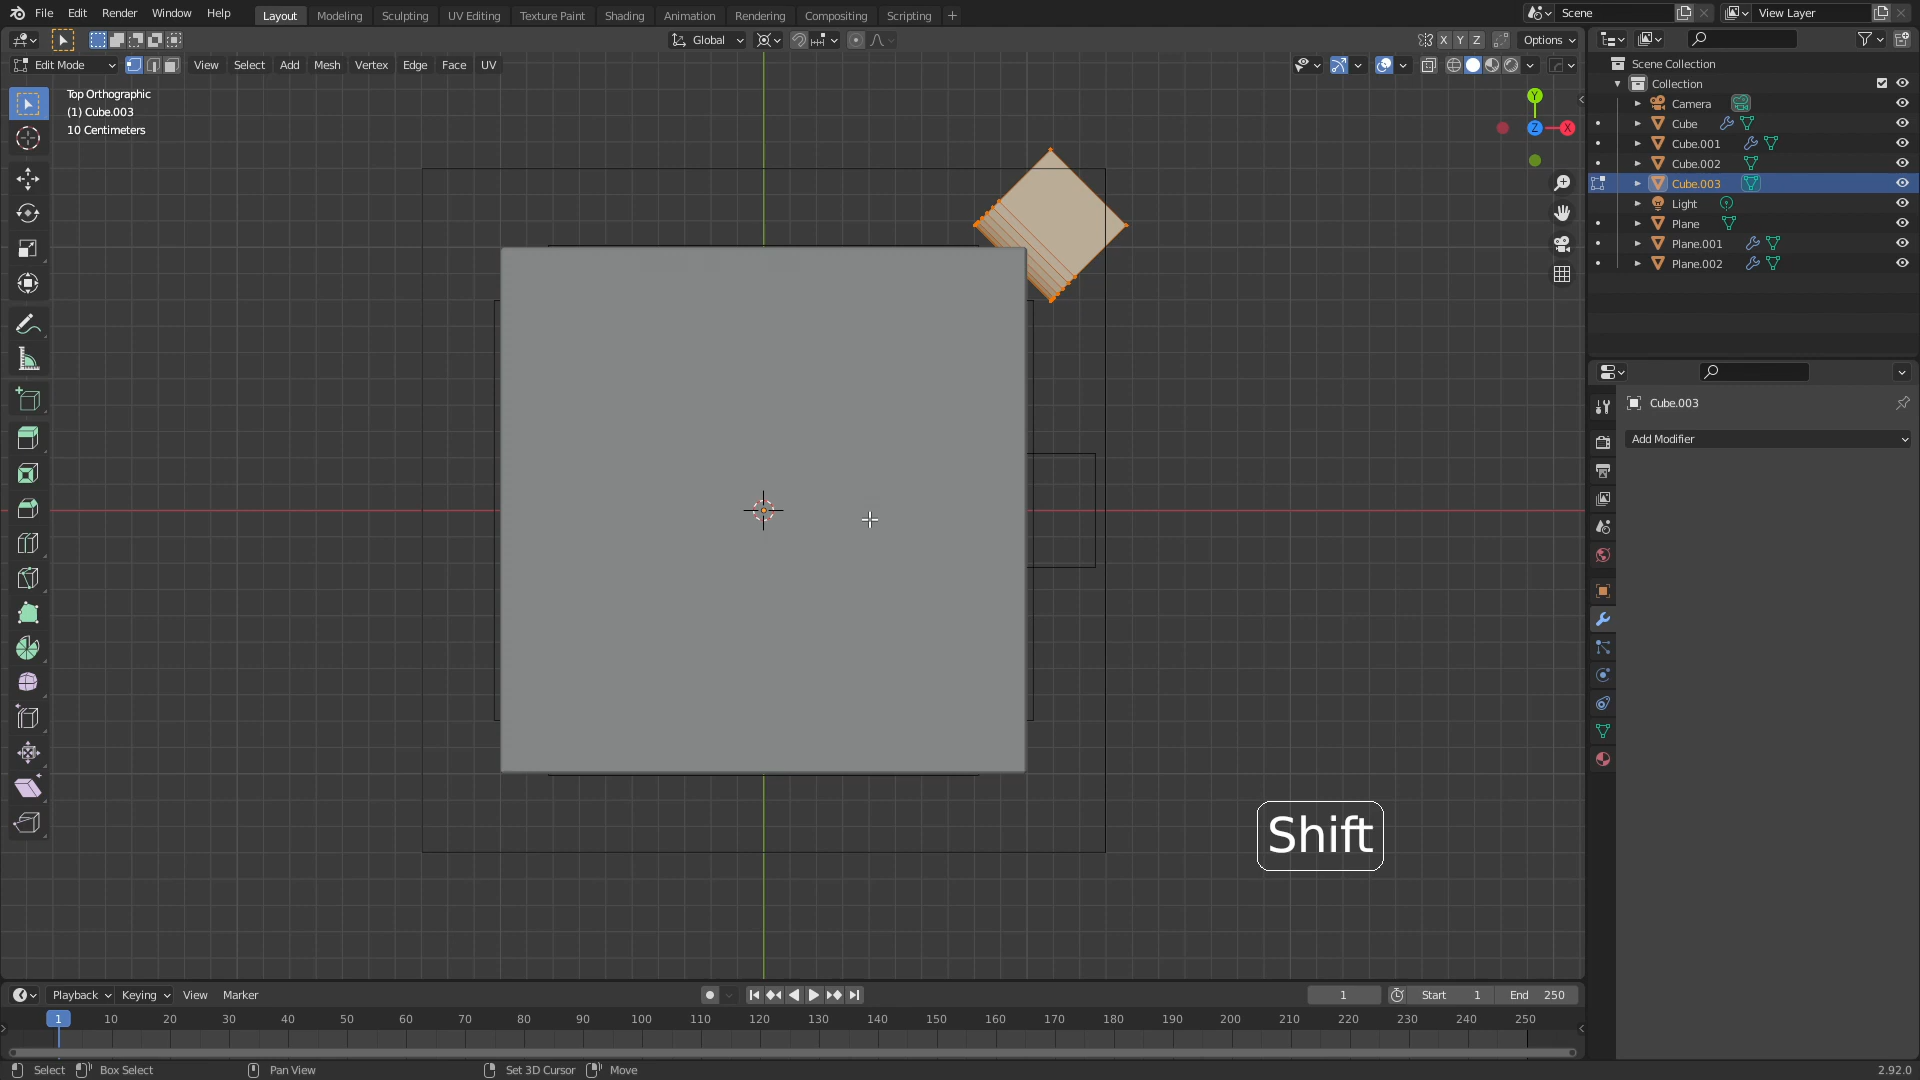 File Edit Render Window Help
Layout Modeling Sculpting UV Editing Texture Paint Shading Animation Rendering Compositing Scripting +
Scene
View Layer
Global
X Y Z
Options
Edit Mode
View Select Add Mesh Vertex Edge Face UV
Top Orthographic
(1) Cube.003
10 Centimeters
Y
Z
X
Scene Collection
Collection
Camera
Cube
Cube.001
Cube.002
Cube.003
Light
Plane
Plane.001
Plane.002
Cube.003
Add Modifier
Shift
Playback Keying View Marker
1
Start 1
End 250
1 10 20 30 40 50 60 70 80 90 100 110 120 130 140 150 160 170 180 190 200 210 220 230 240 250
Select Box Select Pan View Set 3D Cursor Move
2.92.0